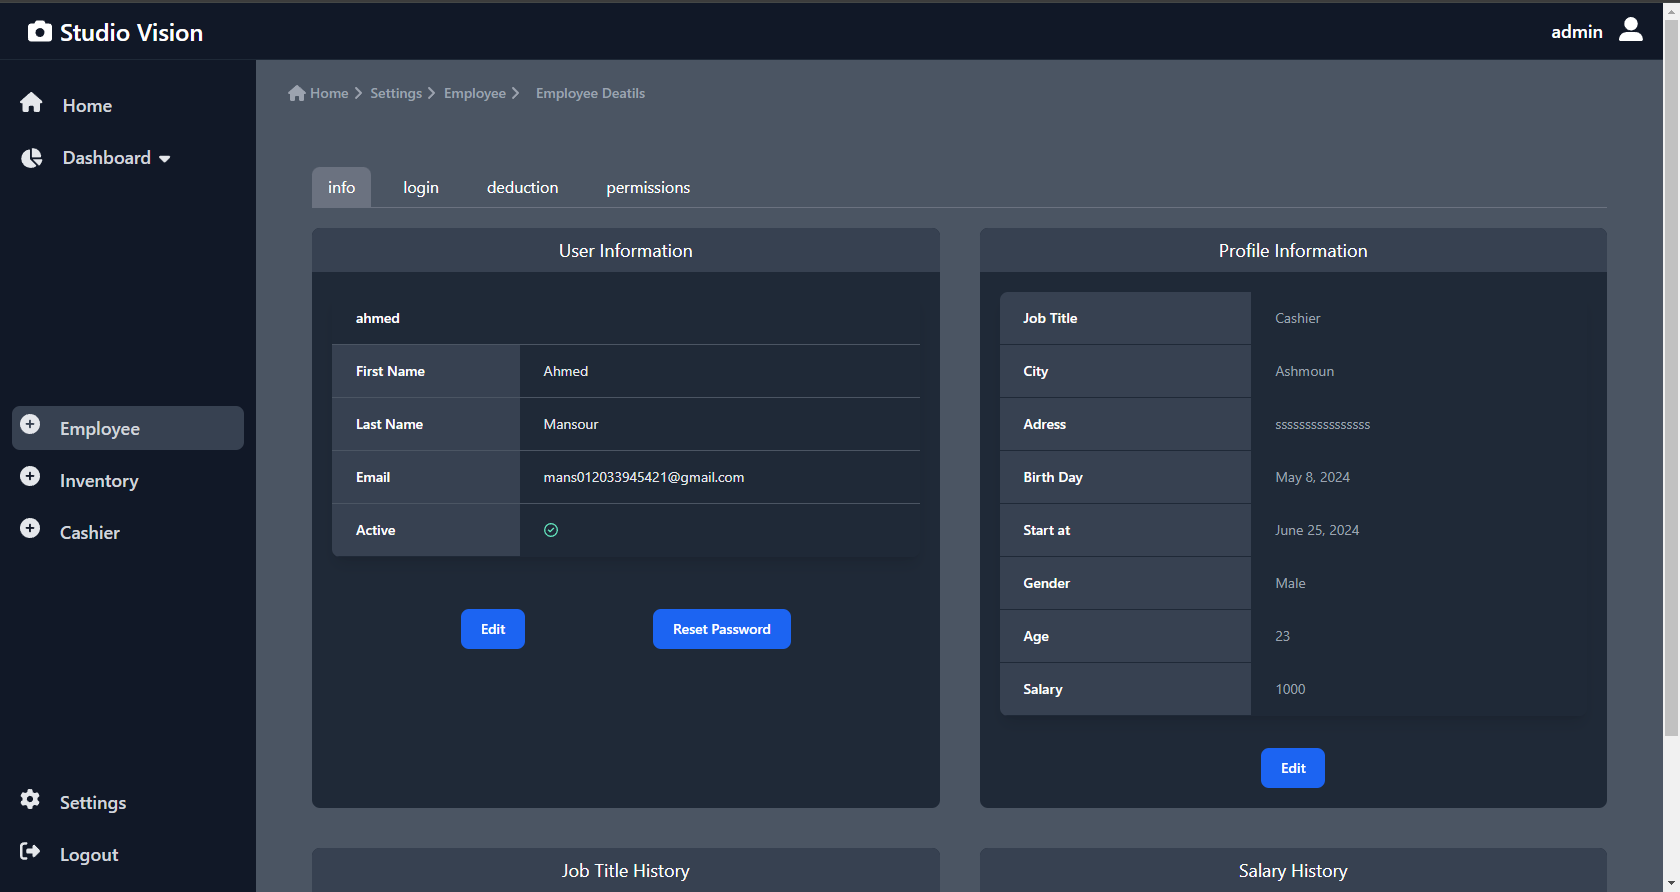 Studio Vision
admin
Home
Dashboard
Employee
Inventory
Cashier
Settings
Logout
Home Settings Employee Employee Deatils
info login deduction permissions
User Information
ahmed
First Name Ahmed
Last Name Mansour
Email mans012033945421@gmail.com
Active
Edit Reset Password
Profile Information
Job Title Cashier
City Ashmoun
Adress ssssssssssssssss
Birth Day May 8, 2024
Start at June 25, 2024
Gender Male
Age 23
Salary 1000
Edit
Job Title History
Salary History